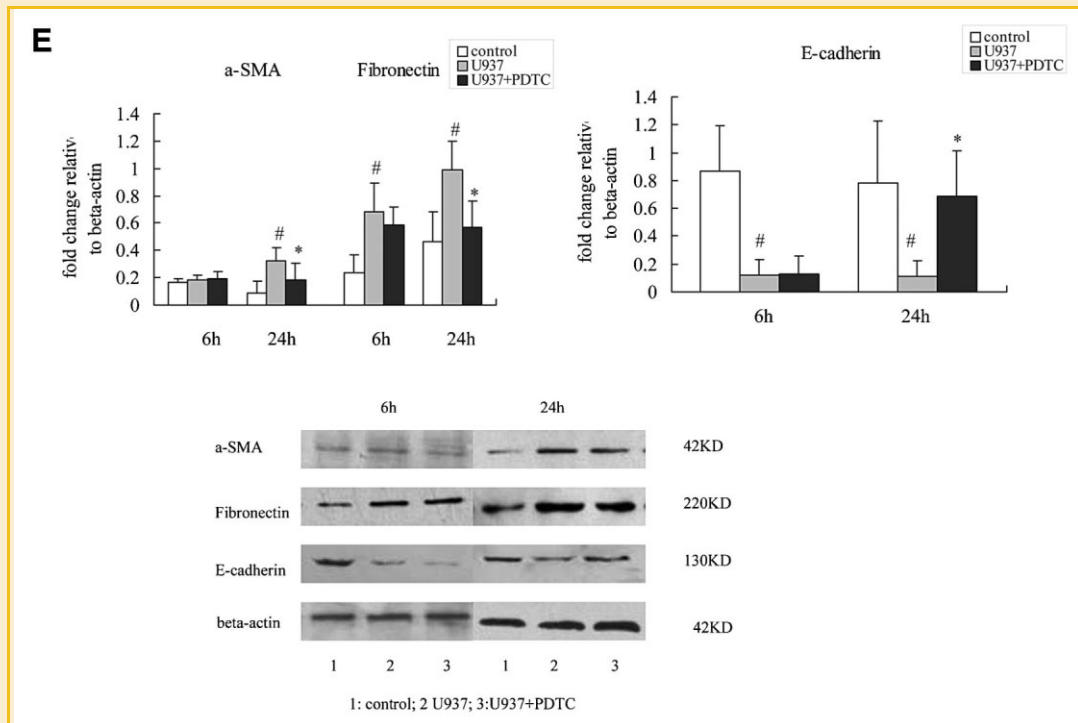 E
a-SMA
Fibronectin
control
U937
U937+PDTC
fold change relativ
to beta-actin
1.4
1.2
1
0.8
0.6
0.4
0.2
0
#
*
#
#
*
6h
24h
6h
24h
E-cadherin
control
U937
U937+PDTC
fold change relativ
to beta-actin
1.4
1.2
1
0.8
0.6
0.4
0.2
0
#
#
*
6h
24h
6h 24h
a-SMA 42KD
Fibronectin 220KD
E-cadherin 130KD
beta-actin 42KD
1 2 3 1 2 3
1: control; 2 U937; 3:U937+PDTC